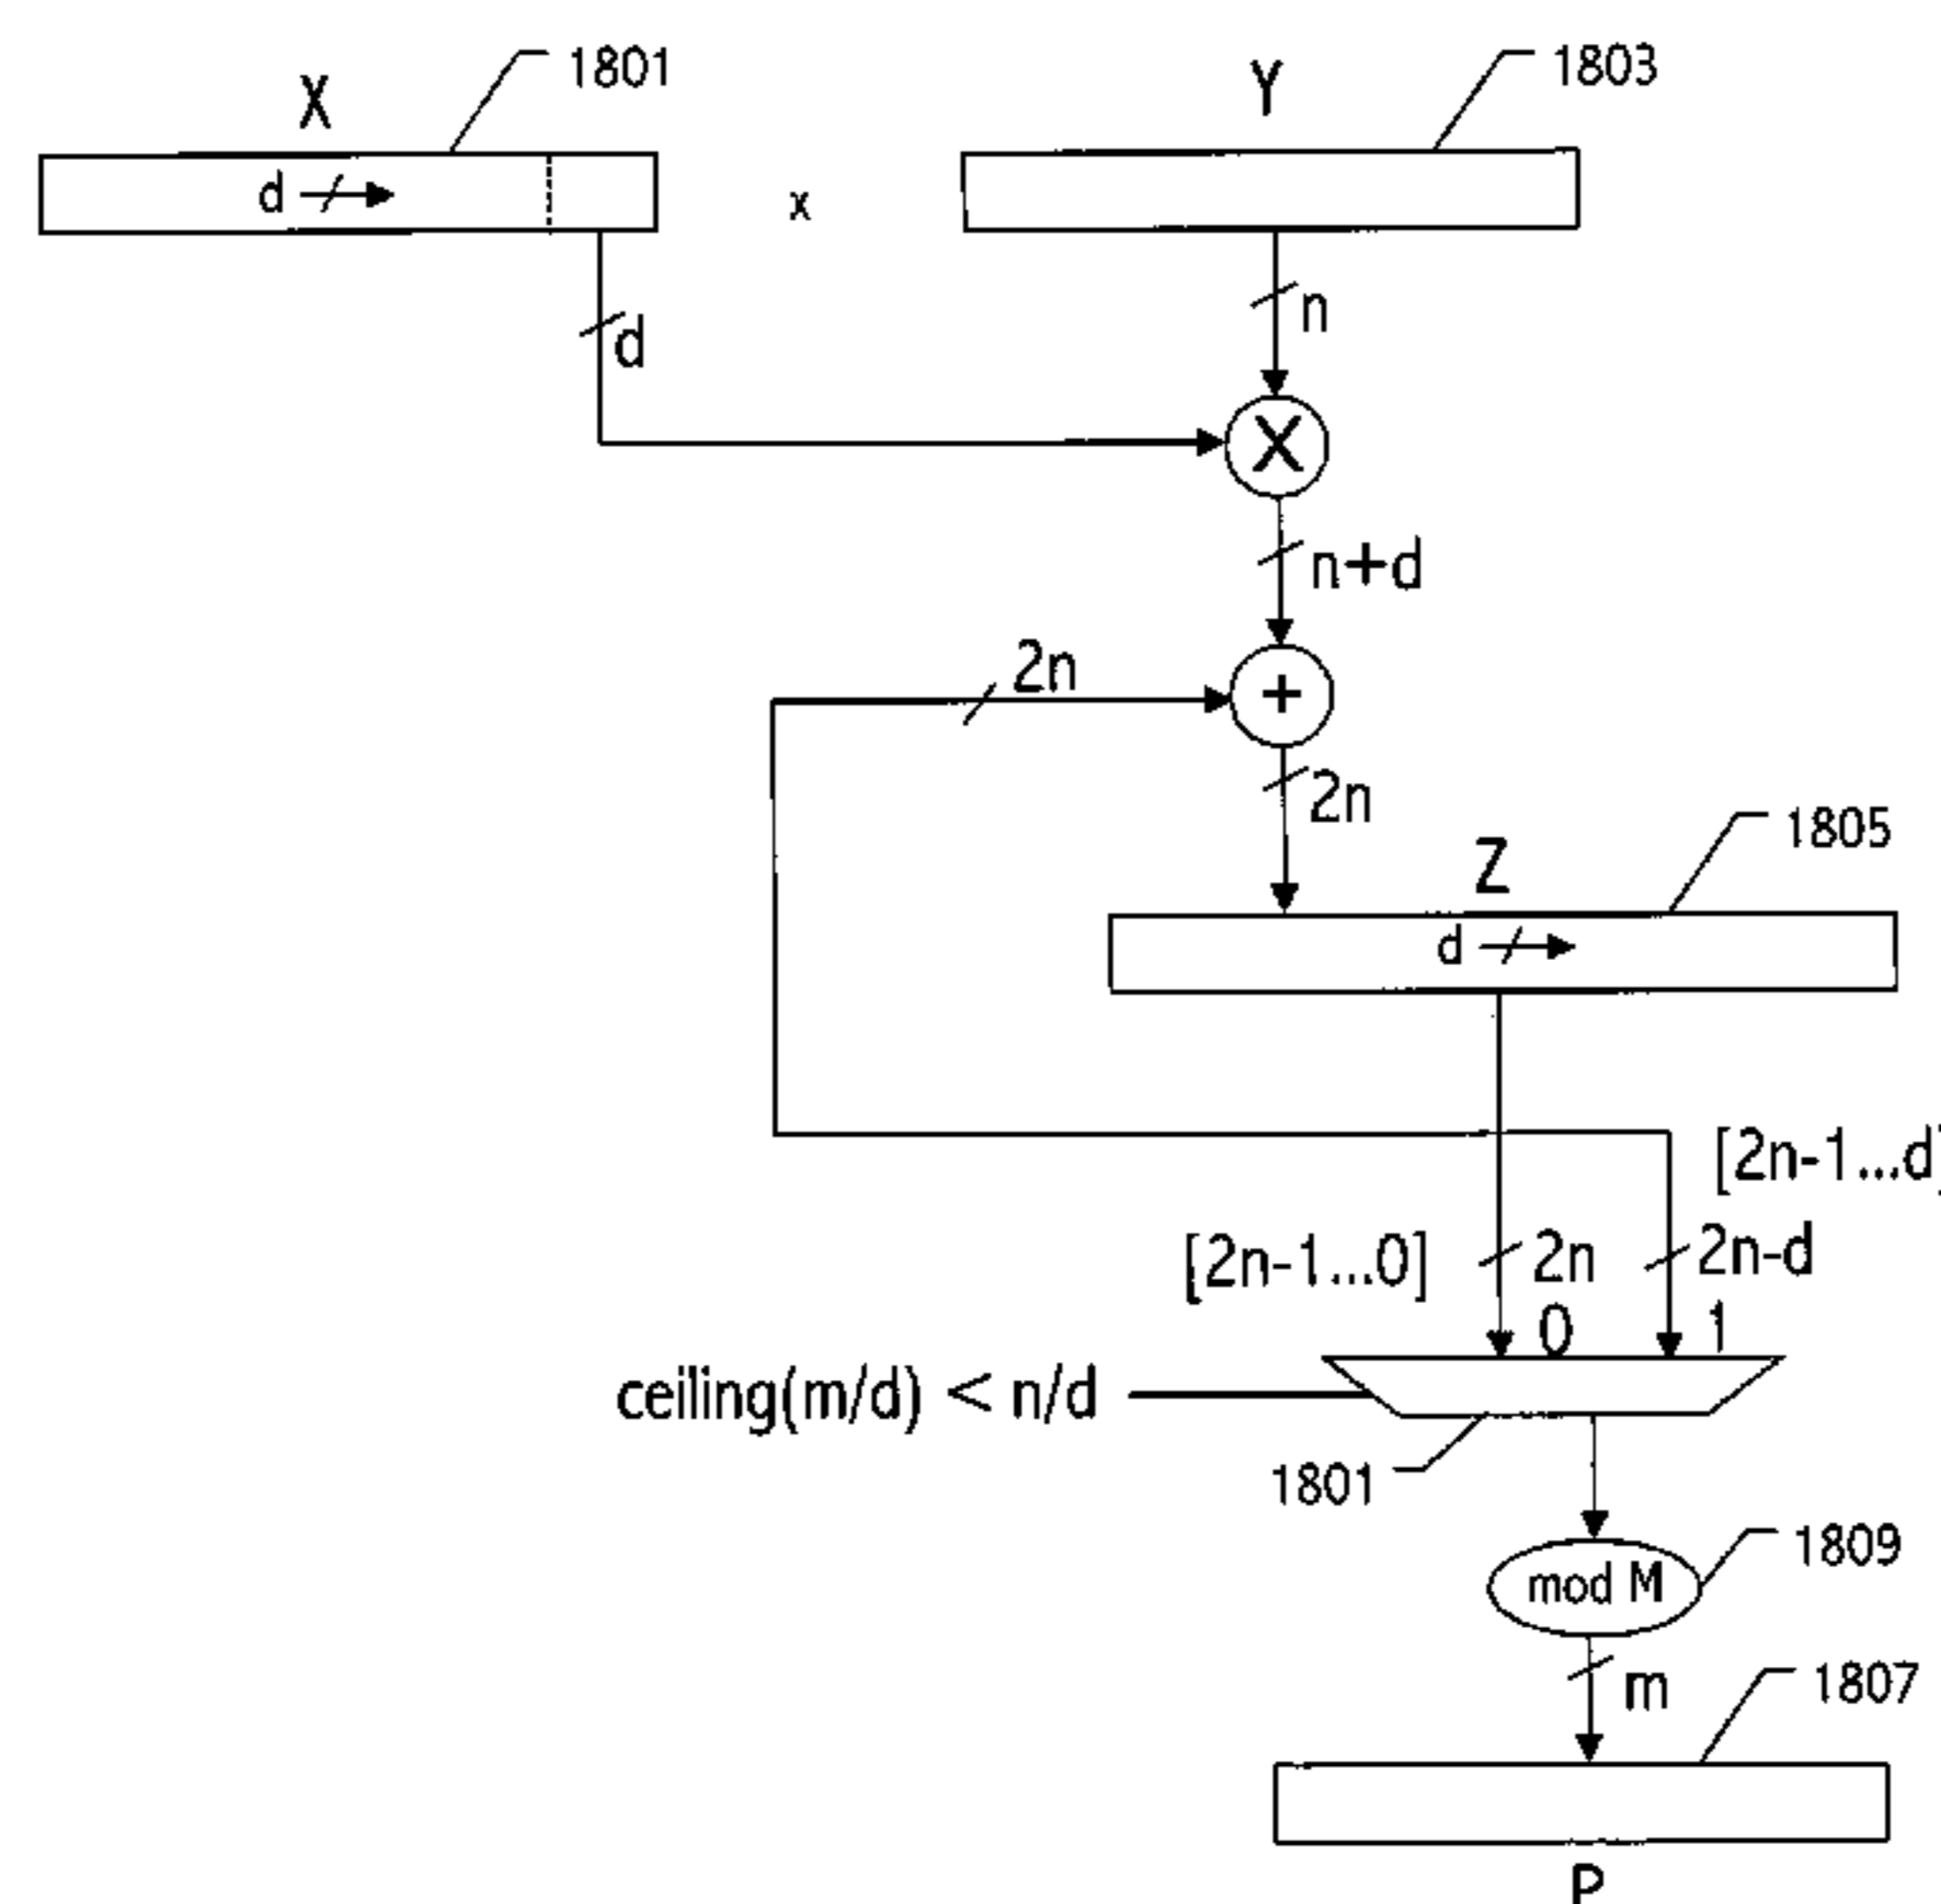 1801
1803
X
Y
d
x
n
d
X
n+d
2n
+
2n
1805
Z
d
[2n-1...d]
[2n-1...0]
2n
2n-d
0
1
ceiling(m/d) < n/d
1801
1809
mod M
m
1807
P